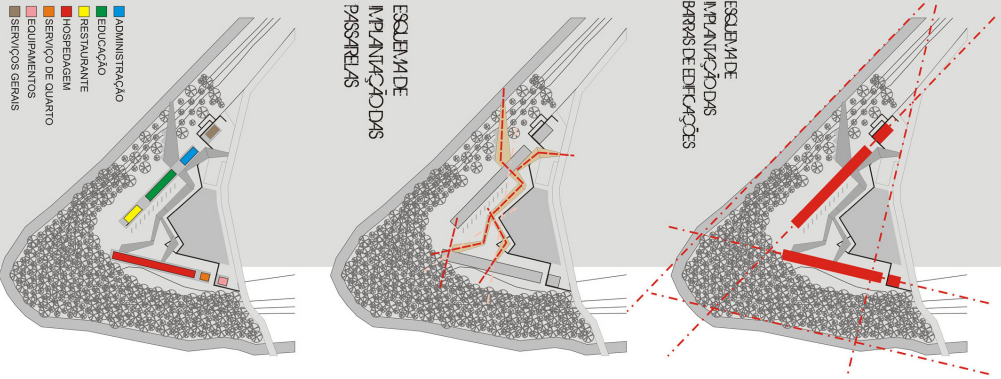 ESQUEMA DE
IMPLANTAÇÃO DAS
BARRAS DE EDIFICAÇÕES
ESQUEMA DE
IMPLANTAÇÃO DAS
PASSARELAS
ADMINISTRAÇÃO
EDUCAÇÃO
RESTAURANTE
HOSPEDAGEM
SERVIÇO DE QUARTO
EQUIPAMENTOS
SERVIÇOS GERAIS